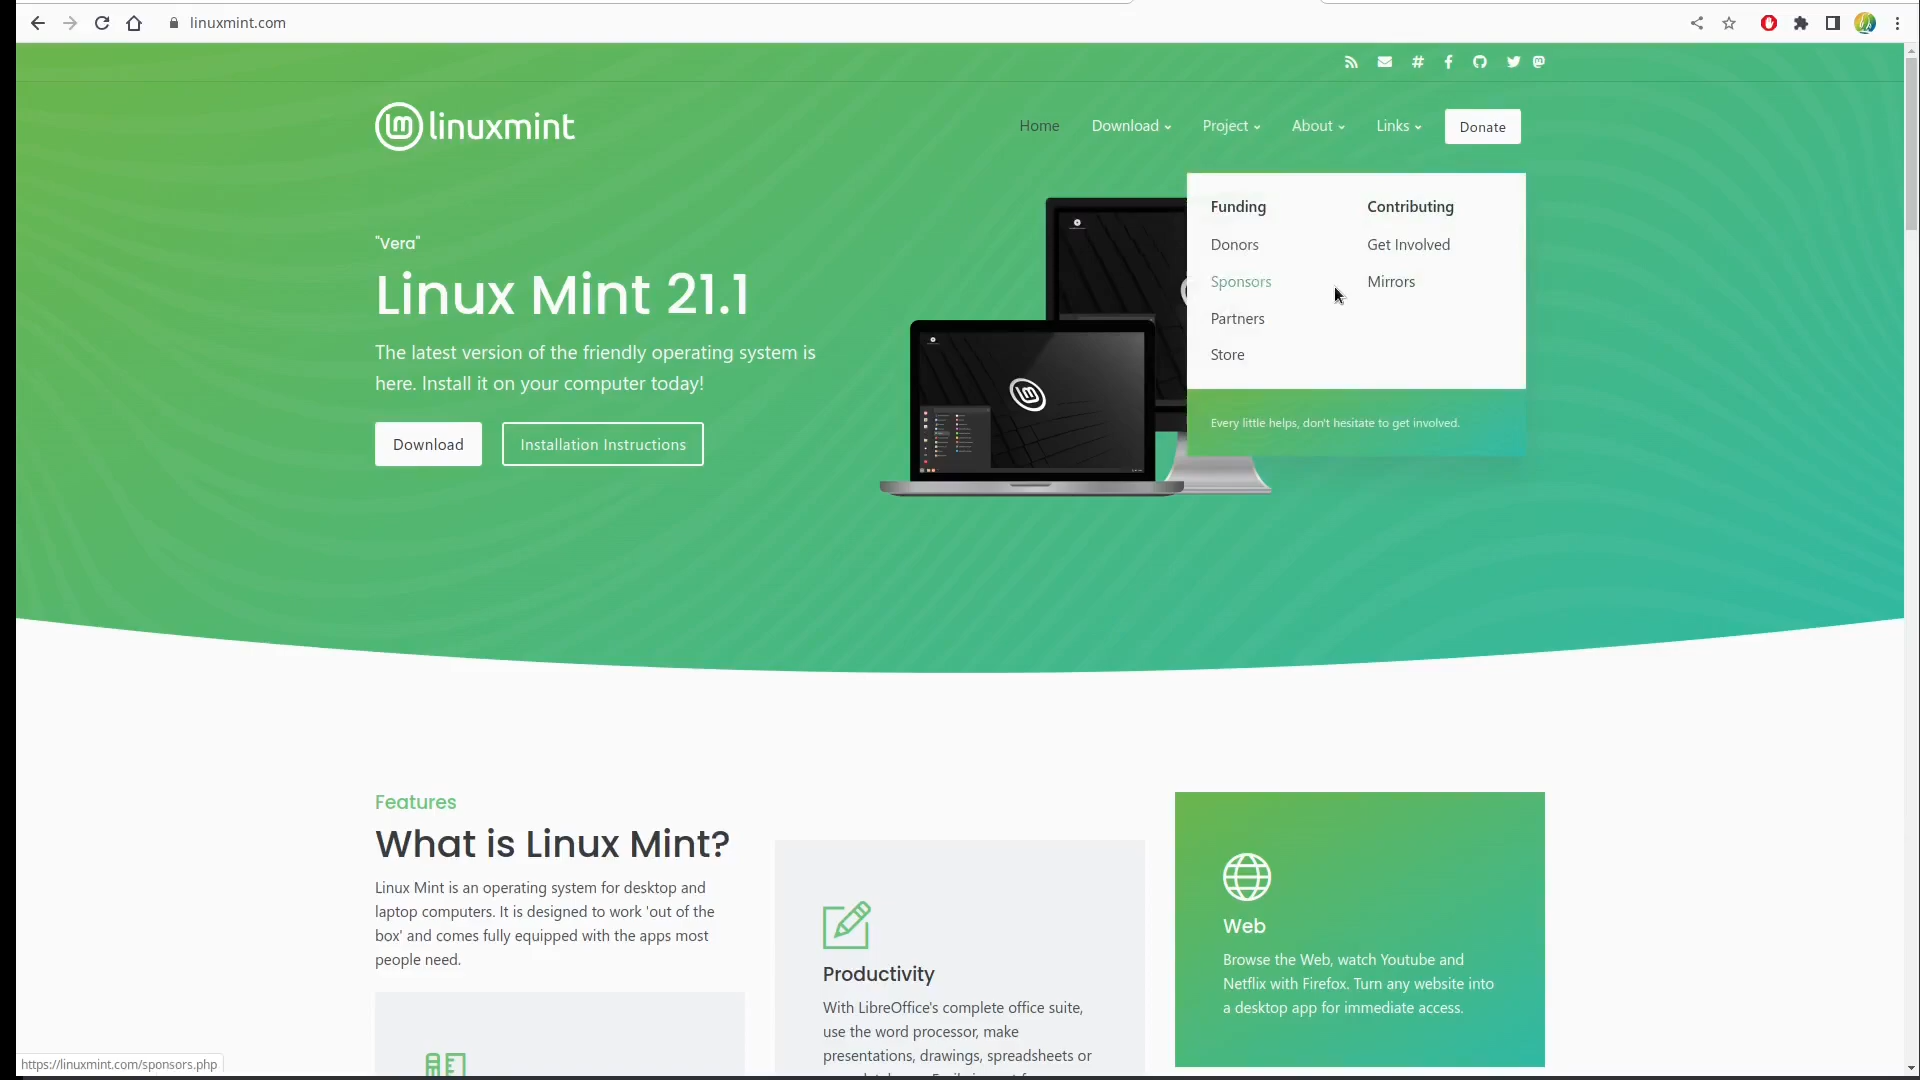 linuxmint.com
linuxmint
Home
Download
Project
About
Links
Donate
Funding
Contributing
Donors
Get Involved
Sponsors
Mirrors
Partners
Store
Every little helps, don't hesitate to get involved.
"Vera"
Linux Mint 21.1
The latest version of the friendly operating system is
here. Install it on your computer today!
Download
Installation Instructions
Features
What is Linux Mint?
Linux Mint is an operating system for desktop and
laptop computers. It is designed to work 'out of the
box' and comes fully equipped with the apps most
people need.
Productivity
With LibreOffice's complete office suite,
use the word processor, make
presentations, drawings, spreadsheets or
Web
Browse the Web, watch Youtube and
Netflix with Firefox. Turn any website into
a desktop app for immediate access.
https://linuxmint.com/sponsors.php